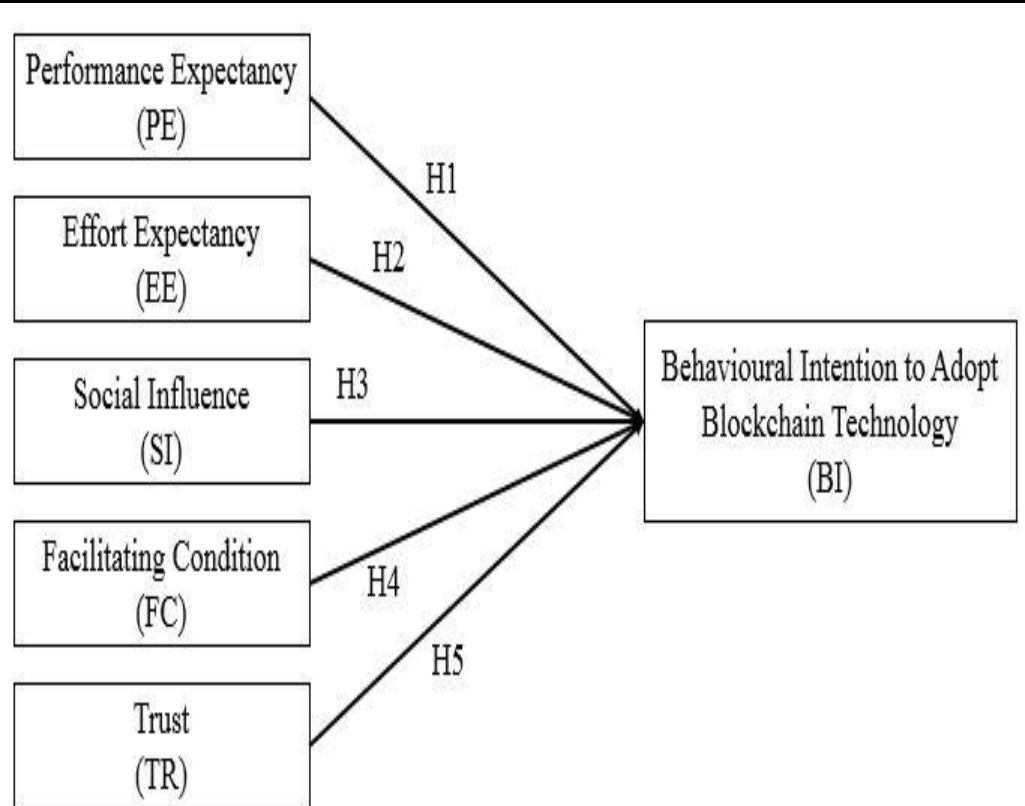 Performance Expectancy
(PE)
H1
Effort Expectancy
(EE)
H2
Social Influence
(SI)
H3
Behavioural Intention to Adopt
Blockchain Technology
(BI)
Facilitating Condition
(FC)
H4
Trust
(TR)
H5